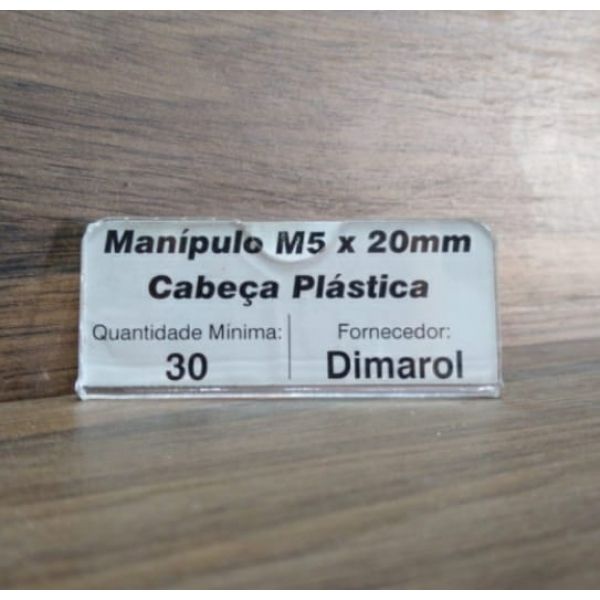 Manípulo M5 x 20mm
Cabeça Plástica
Quantidade Mínima: Fornecedor:
30 Dimarol